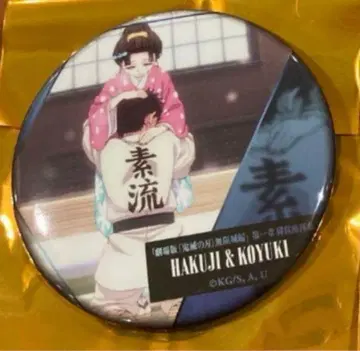 素流
素
「劇場版「鬼滅の刃」無限城編」第一章 猗窩座再来
HAKUJI & KOYUKI
©KG/S, A, U